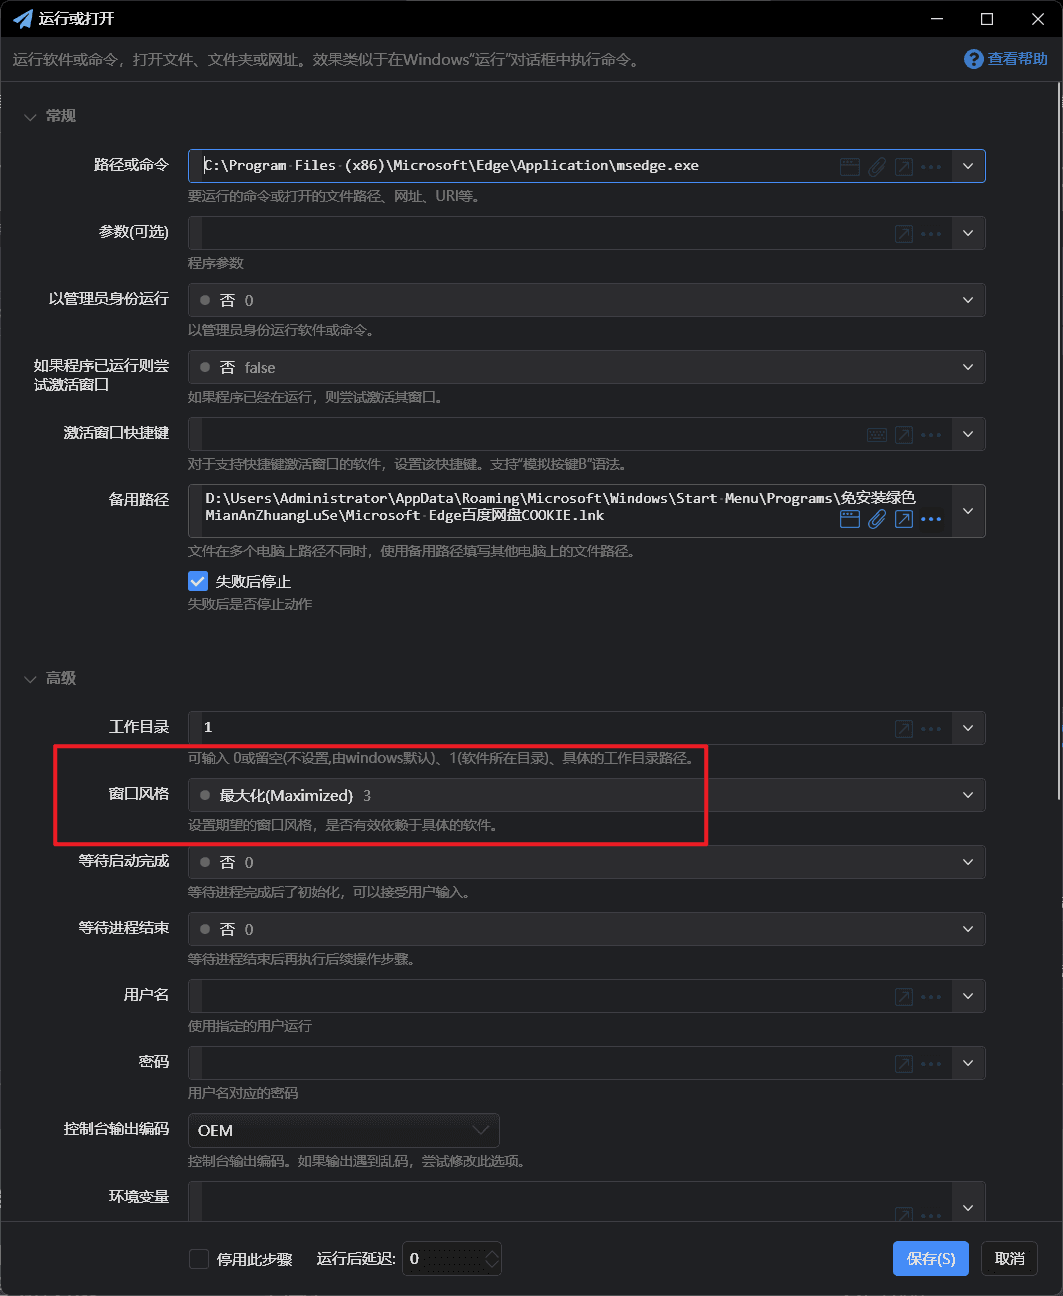 运行或打开
运行软件或命令，打开文件、文件夹或网址。效果类似于在Windows“运行”对话框中执行命令。
查看帮助
常规
路径或命令
C:\Program Files (x86)\Microsoft\Edge\Application\msedge.exe
要运行的命令或打开的文件路径、网址、URI等。
参数(可选)
程序参数
以管理员身份运行
否 0
以管理员身份运行软件或命令。
如果程序已运行则尝
试激活窗口
否 false
如果程序已经在运行，则尝试激活其窗口。
激活窗口快捷键
对于支持快捷键激活窗口的软件，设置该快捷键。支持“模拟按键B”语法。
备用路径
D:\Users\Administrator\AppData\Roaming\Microsoft\Windows\Start Menu\Programs\免安装绿色
MianAnZhuangLuSe\Microsoft Edge百度网盘COOKIE.lnk
文件在多个电脑上路径不同时，使用备用路径填写其他电脑上的文件路径。
失败后停止
失败后是否停止动作
高级
工作目录
1
可输入 0或留空(不设置,由windows默认)、1(软件所在目录)、具体的工作目录路径。
窗口风格
最大化(Maximized) 3
设置期望的窗口风格，是否有效依赖于具体的软件。
等待启动完成
否 0
等待进程完成后了初始化，可以接受用户输入。
等待进程结束
否 0
等待进程结束后再执行后续操作步骤。
用户名
使用指定的用户运行
密码
用户名对应的密码
控制台输出编码
OEM
控制台输出编码。如果输出遇到乱码，尝试修改此选项。
环境变量
停用此步骤
运行后延迟:
0
保存(S)
取消